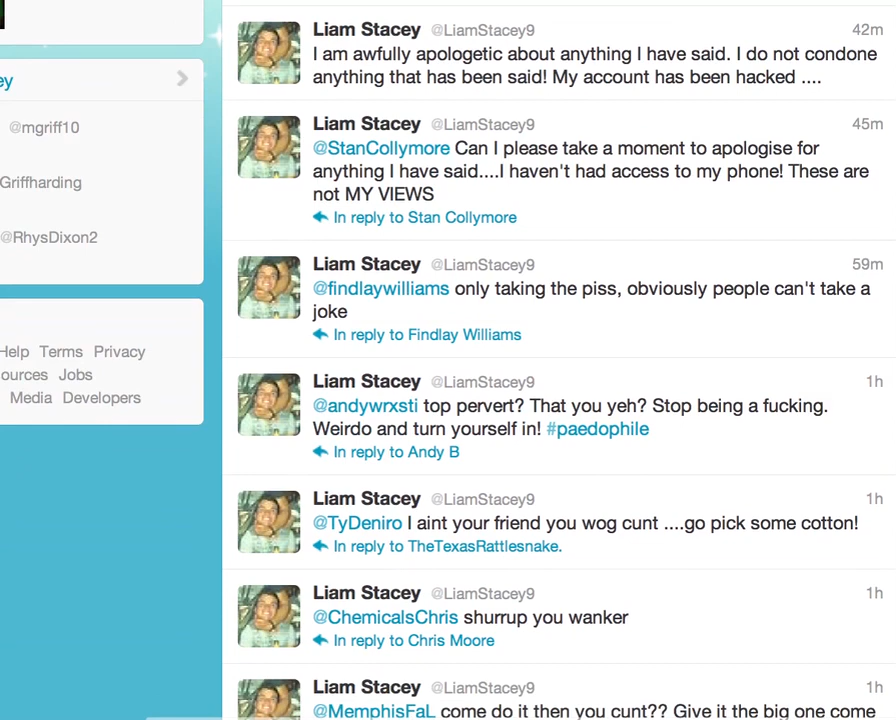 ey
@mgriff10
Griffharding
@RhysDixon2
Help Terms Privacy
ources Jobs
Media Developers
Liam Stacey @LiamStacey9 42m
I am awfully apologetic about anything I have said. I do not condone
anything that has been said! My account has been hacked ....
Liam Stacey @LiamStacey9 45m
@StanCollymore Can I please take a moment to apologise for
anything I have said....I haven't had access to my phone! These are
not MY VIEWS
In reply to Stan Collymore
Liam Stacey @LiamStacey9 59m
@findlaywilliams only taking the piss, obviously people can't take a
joke
In reply to Findlay Williams
Liam Stacey @LiamStacey9 1h
@andywrxsti top pervert? That you yeh? Stop being a fucking.
Weirdo and turn yourself in! #paedophile
In reply to Andy B
Liam Stacey @LiamStacey9 1h
@TyDeniro I aint your friend you wog cunt ....go pick some cotton!
In reply to TheTexasRattlesnake.
Liam Stacey @LiamStacey9 1h
@ChemicalsChris shurrup you wanker
In reply to Chris Moore
Liam Stacey @LiamStacey9 1h
@MemphisFaL come do it then you cunt?? Give it the big one come